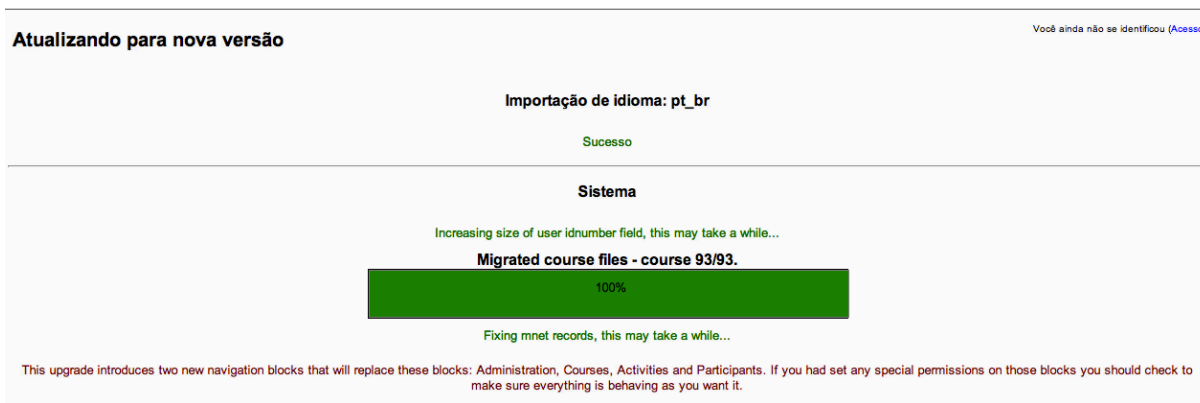 Atualizando para nova versão
Você ainda não se identificou (Acesso
Importação de idioma: pt_br
Sucesso
Sistema
Increasing size of user idnumber field, this may take a while...
Migrated course files - course 93/93.
100%
Fixing mnet records, this may take a while...
This upgrade introduces two new navigation blocks that will replace these blocks: Administration, Courses, Activities and Participants. If you had set any special permissions on those blocks you should check to
make sure everything is behaving as you want it.